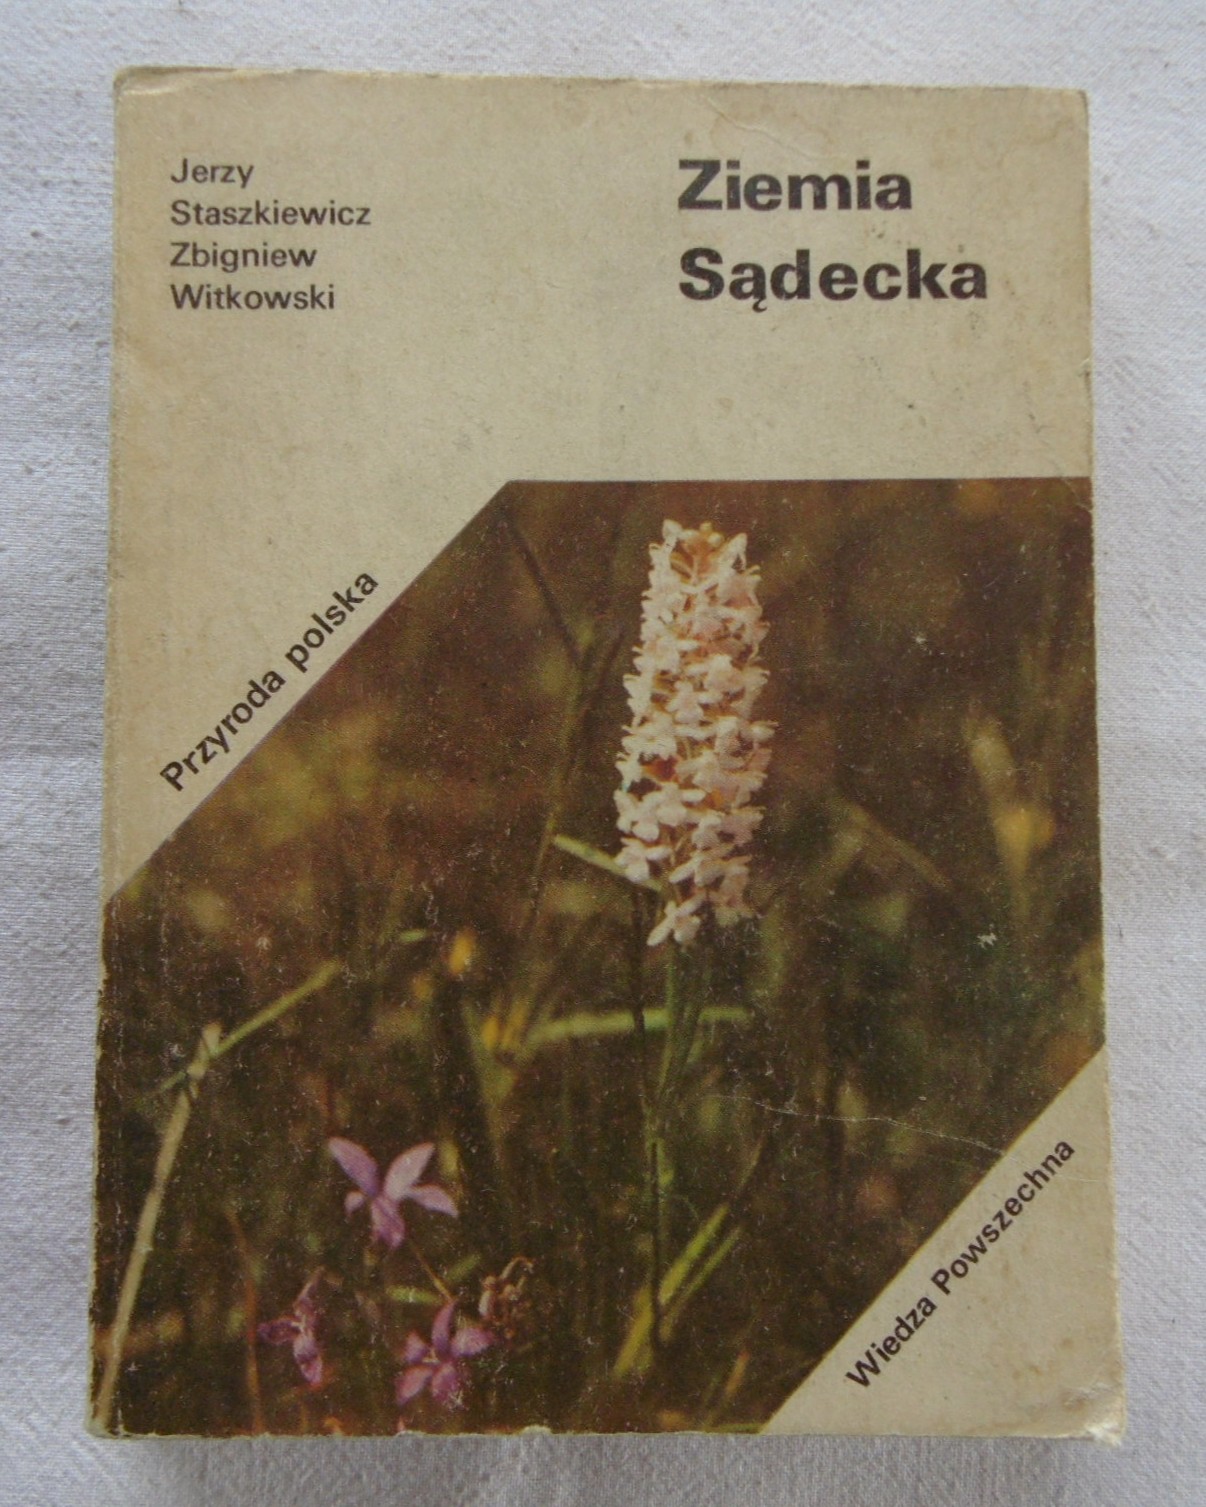 Jerzy
Staszkiewicz
Zbigniew
Witkowski
Ziemia
Sądecka
Przyroda polska
Wiedza Powszechna